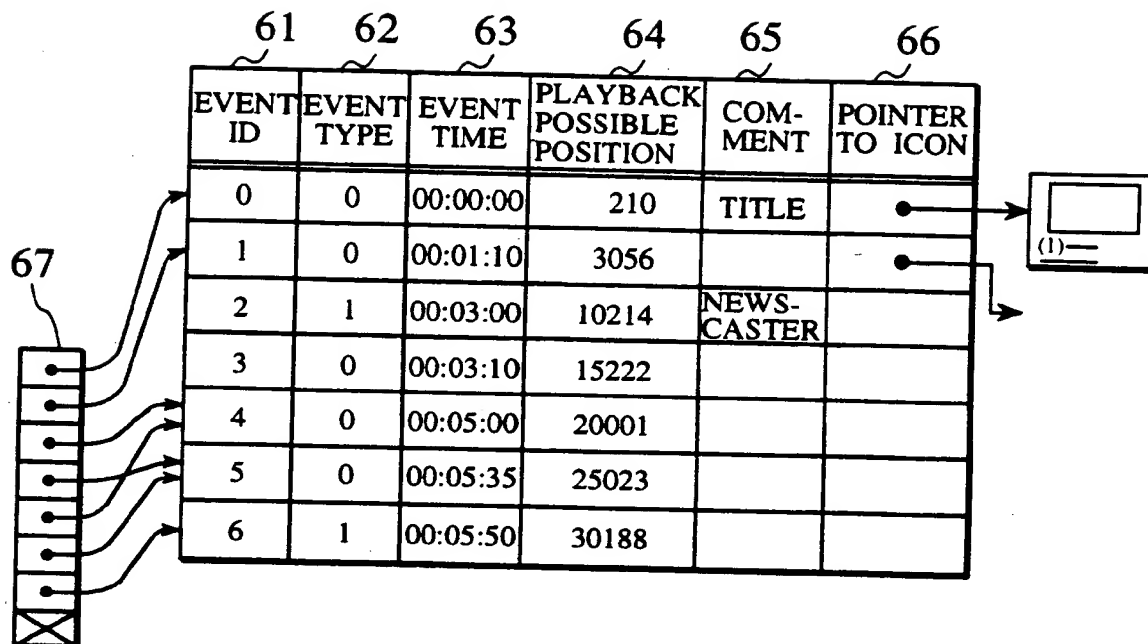 61 62 63 64 65 66
EVENT ID EVENT TYPE EVENT TIME PLAYBACK POSSIBLE POSITION COM-MENT POINTER TO ICON
0 0 00:00:00 210 TITLE
(1)
1 0 00:01:10 3056
67
2 1 00:03:00 10214 NEWS-CASTER
3 0 00:03:10 15222
4 0 00:05:00 20001
5 0 00:05:35 25023
6 1 00:05:50 30188